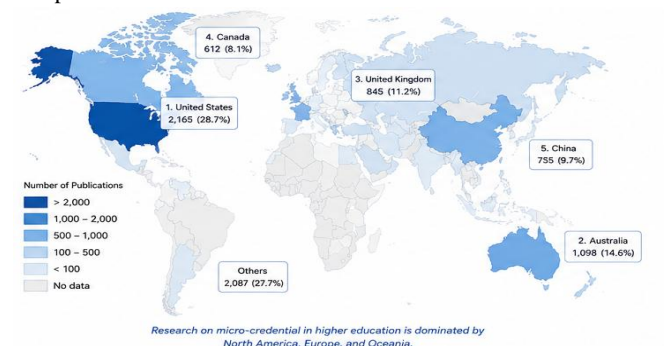 4. Canada
612 (8.1%)
3. United Kingdom
845 (11.2%)
1. United States
2,165 (28.7%)
5. China
755 (9.7%)
Number of Publications
> 2,000
1,000 – 2,000
500 – 1,000
100 – 500
< 100
No data
2. Australia
1,098 (14.6%)
Others
2,087 (27.7%)
Research on micro-credential in higher education is dominated by
North America, Europe, and Oceania.